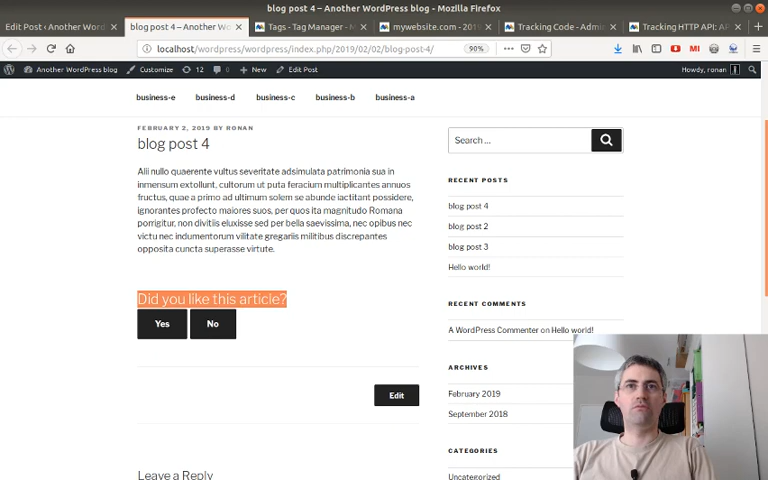 blog post 4 – Another WordPress blog - Mozilla Firefox
Edit Post ‹ Another Word
blog post 4 – Another Wo
Tags - Tag Manager - M
mywebsite.com - 2019
Tracking Code - Admin
Tracking HTTP API: AP
localhost/wordpress/wordpress/index.php/2019/02/02/blog-post-4/
90%
Another WordPress blog
Customize
12
0
New
Edit Post
Howdy, ronan
business-e
business-d
business-c
business-b
business-a
FEBRUARY 2, 2019 BY RONAN
blog post 4
Alii nullo quaerente vultus severitate adsimulata patrimonia sua in
inmensum extollunt, cultorum ut puta feracium multiplicantes annuos
fructus, quae a primo ad ultimum solem se abunde iactitant possidere,
ignorantes profecto maiores suos, per quos ita magnitudo Romana
porrigitur, non divitiis eluxisse sed per bella saevissima, nec opibus nec
victu nec indumentorum vilitate gregariis militibus discrepantes
opposita cuncta superasse virtute.
Did you like this article?
Yes
No
Edit
Leave a Reply
Search …
RECENT POSTS
blog post 4
blog post 2
blog post 3
Hello world!
RECENT COMMENTS
A WordPress Commenter on Hello world!
ARCHIVES
February 2019
September 2018
CATEGORIES
Uncategorized